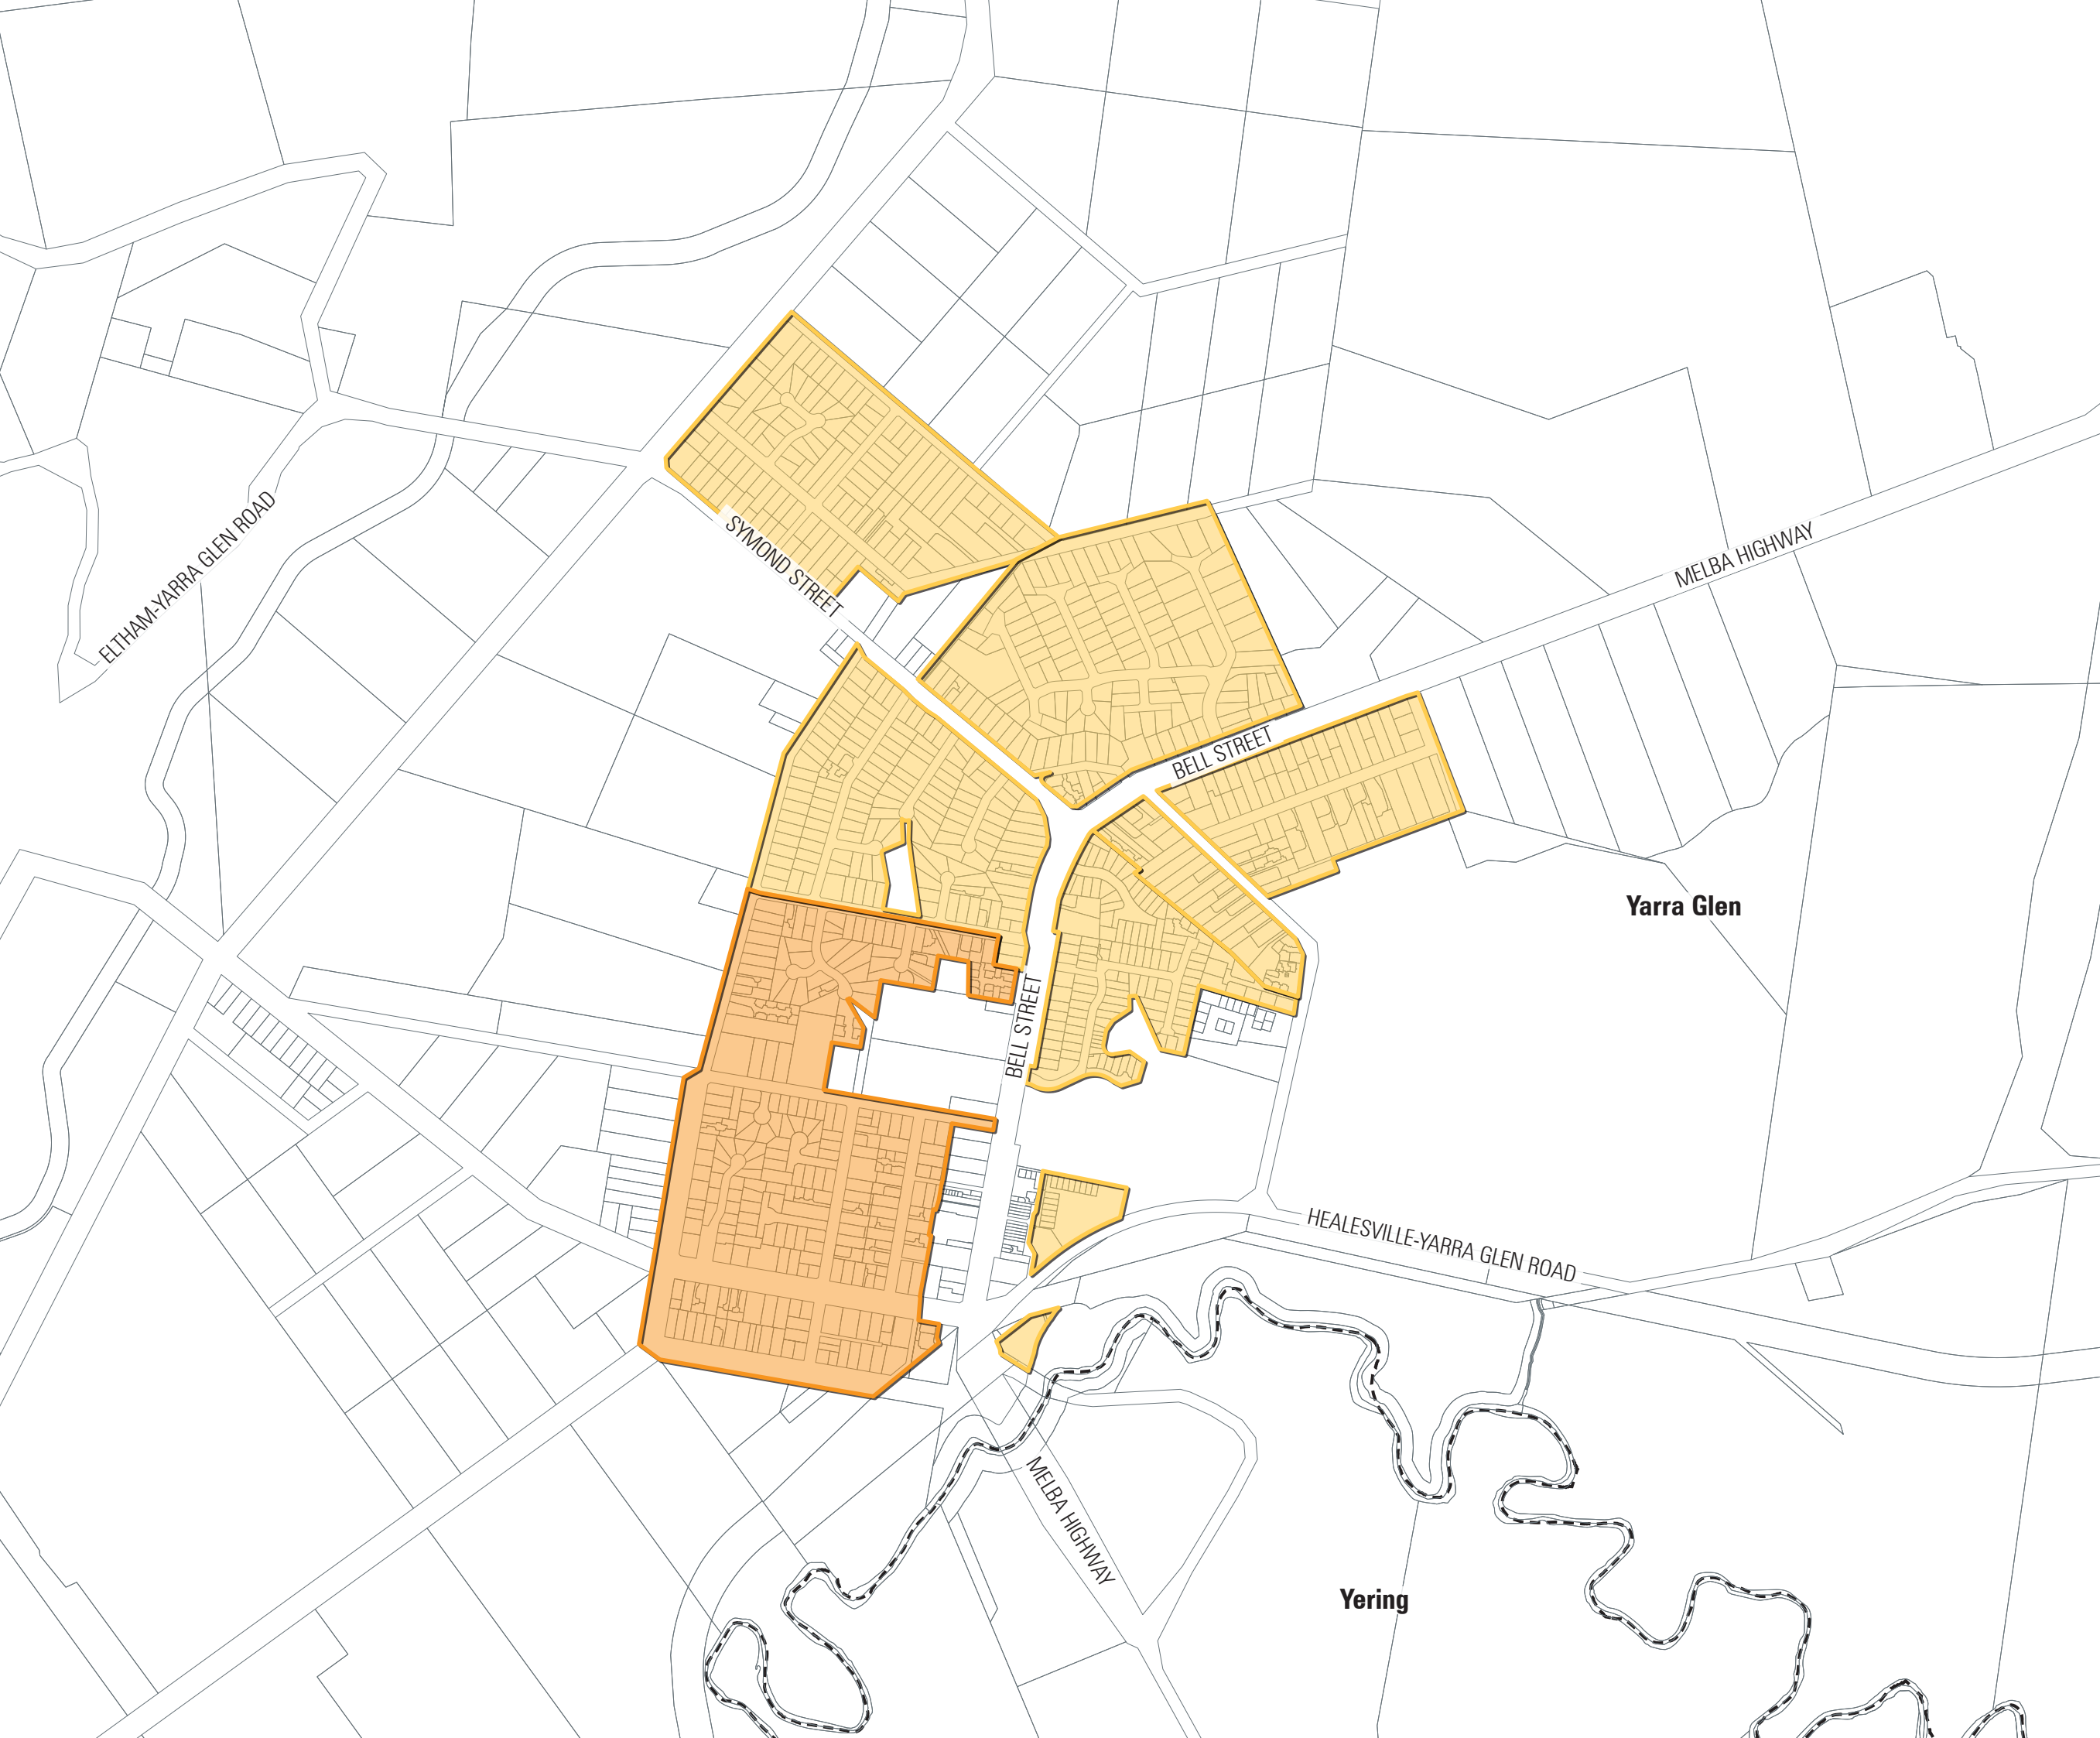 ELTHAM-YARRA GLEN ROAD
SYMOND STREET
MELBA HIGHWAY
BELL STREET
Yarra Glen
BELL STREET
HEALESVILLE-YARRA GLEN ROAD
MELBA HIGHWAY
Yering